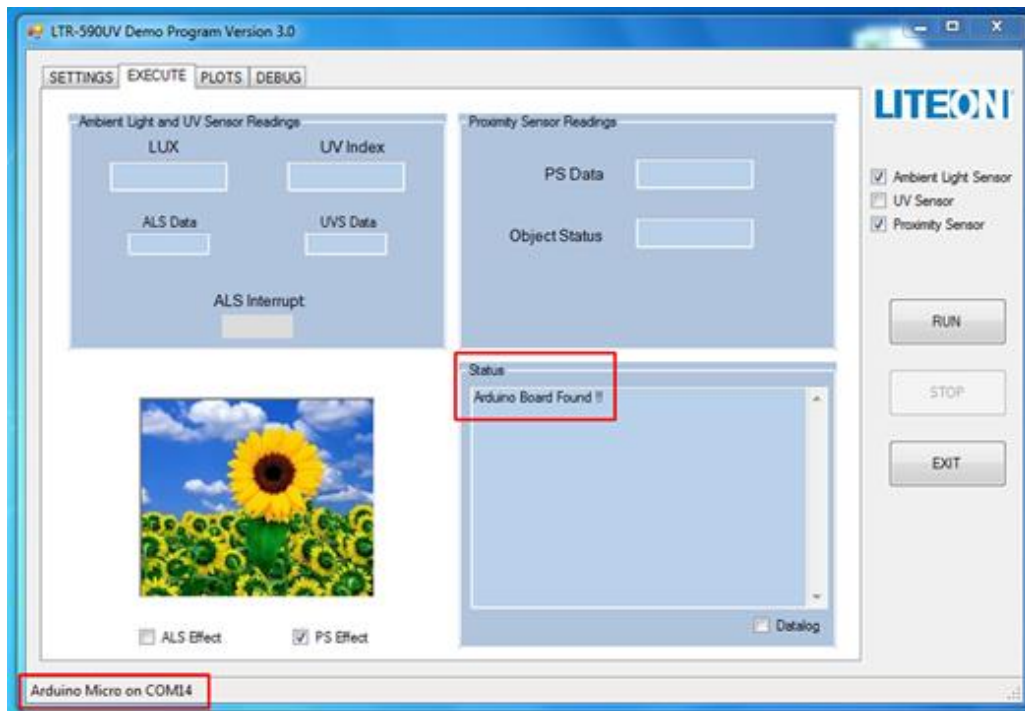 LTR-590UV Demo Program Version 3.0
SETTINGS EXECUTE PLOTS DEBUG
Ambient Light and UV Sensor Readings
LUX UV Index
ALS Data UVS Data
ALS Interrupt
Proximity Sensor Readings
PS Data
Object Status
Status
Arduino Board Found !!
Datalog
ALS Effect PS Effect
LITEON
Ambient Light Sensor
UV Sensor
Proximity Sensor
RUN
STOP
EXIT
Arduino Micro on COM14